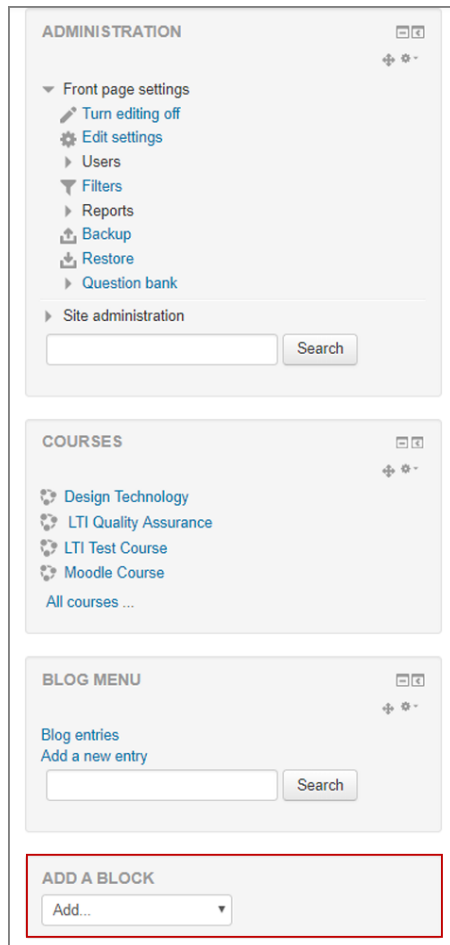 ADMINISTRATION
Front page settings
Turn editing off
Edit settings
Users
Filters
Reports
Backup
Restore
Question bank
Site administration
Search
COURSES
Design Technology
LTI Quality Assurance
LTI Test Course
Moodle Course
All courses ...
BLOG MENU
Blog entries
Add a new entry
Search
ADD A BLOCK
Add...